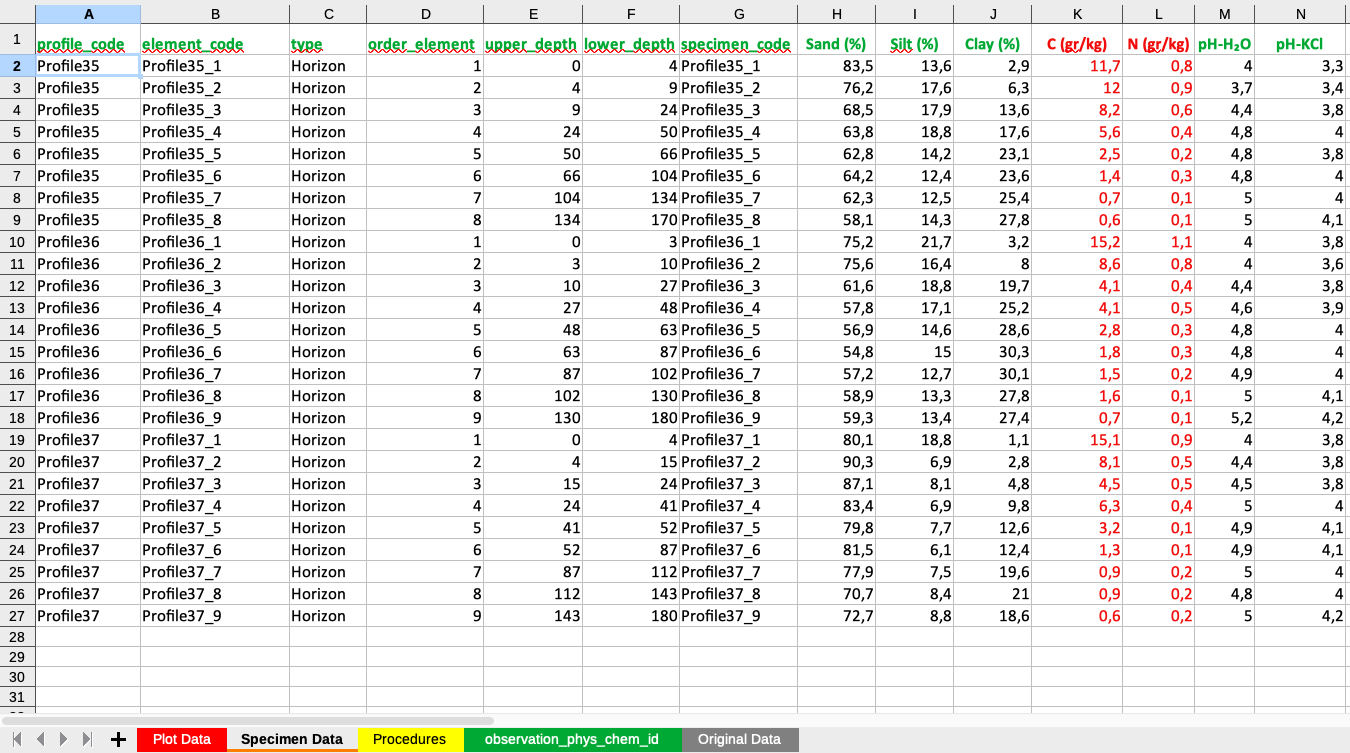 A B C D E F G H I J K L M N
1 profile_code element_code type order_element upper_depth lower_depth specimen_code Sand (%) Silt (%) Clay (%) C (gr/kg) N (gr/kg) pH-H₂O pH-KCl
2 Profile35 Profile35_1 Horizon 1 0 4 Profile35_1 83,5 13,6 2,9 11,7 0,8 4 3,3
3 Profile35 Profile35_2 Horizon 2 4 9 Profile35_2 76,2 17,6 6,3 12 0,9 3,7 3,4
4 Profile35 Profile35_3 Horizon 3 9 24 Profile35_3 68,5 17,9 13,6 8,2 0,6 4,4 3,8
5 Profile35 Profile35_4 Horizon 4 24 50 Profile35_4 63,8 18,8 17,6 5,6 0,4 4,8 4
6 Profile35 Profile35_5 Horizon 5 50 66 Profile35_5 62,8 14,2 23,1 2,5 0,2 4,8 3,8
7 Profile35 Profile35_6 Horizon 6 66 104 Profile35_6 64,2 12,4 23,6 1,4 0,3 4,8 4
8 Profile35 Profile35_7 Horizon 7 104 134 Profile35_7 62,3 12,5 25,4 0,7 0,1 5 4
9 Profile35 Profile35_8 Horizon 8 134 170 Profile35_8 58,1 14,3 27,8 0,6 0,1 5 4,1
10 Profile36 Profile36_1 Horizon 1 0 3 Profile36_1 75,2 21,7 3,2 15,2 1,1 4 3,8
11 Profile36 Profile36_2 Horizon 2 3 10 Profile36_2 75,6 16,4 8 8,6 0,8 4 3,6
12 Profile36 Profile36_3 Horizon 3 10 27 Profile36_3 61,6 18,8 19,7 4,1 0,4 4,4 3,8
13 Profile36 Profile36_4 Horizon 4 27 48 Profile36_4 57,8 17,1 25,2 4,1 0,5 4,6 3,9
14 Profile36 Profile36_5 Horizon 5 48 63 Profile36_5 56,9 14,6 28,6 2,8 0,3 4,8 4
15 Profile36 Profile36_6 Horizon 6 63 87 Profile36_6 54,8 15 30,3 1,8 0,3 4,8 4
16 Profile36 Profile36_7 Horizon 7 87 102 Profile36_7 57,2 12,7 30,1 1,5 0,2 4,9 4
17 Profile36 Profile36_8 Horizon 8 102 130 Profile36_8 58,9 13,3 27,8 1,6 0,1 5 4,1
18 Profile36 Profile36_9 Horizon 9 130 180 Profile36_9 59,3 13,4 27,4 0,7 0,1 5,2 4,2
19 Profile37 Profile37_1 Horizon 1 0 4 Profile37_1 80,1 18,8 1,1 15,1 0,9 4 3,8
20 Profile37 Profile37_2 Horizon 2 4 15 Profile37_2 90,3 6,9 2,8 8,1 0,5 4,4 3,8
21 Profile37 Profile37_3 Horizon 3 15 24 Profile37_3 87,1 8,1 4,8 4,5 0,5 4,5 3,8
22 Profile37 Profile37_4 Horizon 4 24 41 Profile37_4 83,4 6,9 9,8 6,3 0,4 5 4
23 Profile37 Profile37_5 Horizon 5 41 52 Profile37_5 79,8 7,7 12,6 3,2 0,1 4,9 4,1
24 Profile37 Profile37_6 Horizon 6 52 87 Profile37_6 81,5 6,1 12,4 1,3 0,1 4,9 4,1
25 Profile37 Profile37_7 Horizon 7 87 112 Profile37_7 77,9 7,5 19,6 0,9 0,2 5 4
26 Profile37 Profile37_8 Horizon 8 112 143 Profile37_8 70,7 8,4 21 0,9 0,2 4,8 4
27 Profile37 Profile37_9 Horizon 9 143 180 Profile37_9 72,7 8,8 18,6 0,6 0,2 5 4,2
28
29
30
31
Plot Data Specimen Data Procedures observation_phys_chem_id Original Data